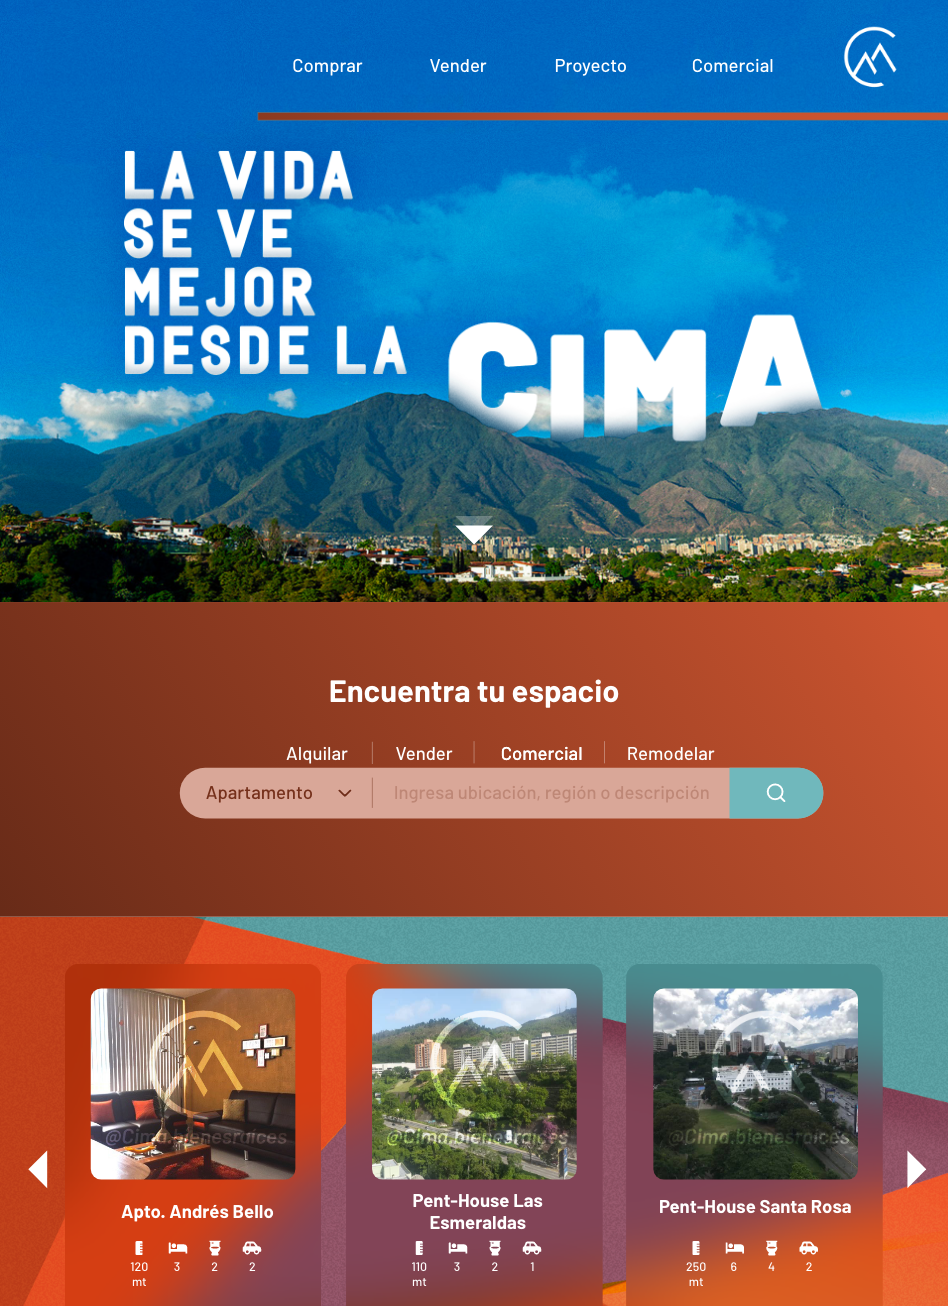 Comprar Vender Proyecto Comercial
LA VIDA
SE VE
MEJOR
DESDE LA CIMA
Encuentra tu espacio
Alquilar Vender Comercial Remodelar
Apartamento Ingresa ubicación, región o descripción
@Cima.bienesraices
@Cima.bienesraices
@Cima.bienesraices
Apto. Andrés Bello
120 3 2 2
mt
Pent-House Las
Esmeraldas
110 3 2 1
mt
Pent-House Santa Rosa
250 6 4 2
mt